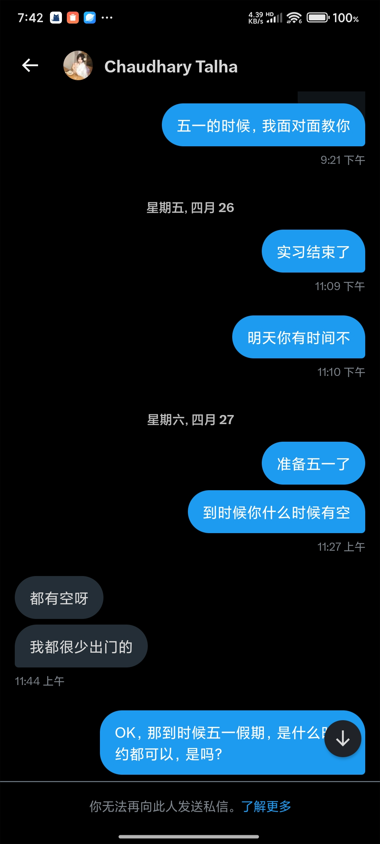 7:42
4.39 HD
KB/s
6
100%
Chaudhary Talha
五一的时候，我面对面教你
9:21 下午
星期五, 四月 26
实习结束了
11:09 下午
明天你有时间不
11:10 下午
星期六, 四月 27
准备五一了
到时候你什么时候有空
11:27 上午
都有空呀
我都很少出门的
11:44 上午
OK，那到时候五一假期，是什么
约都可以，是吗?
你无法再向此人发送私信。了解更多